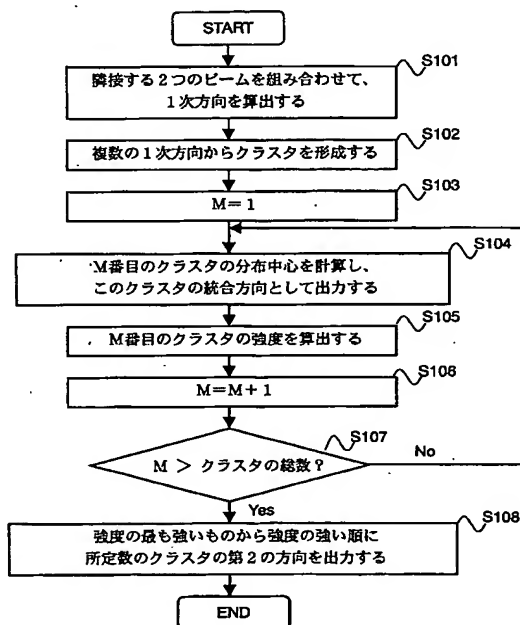 START
S101
隣接する2つのビームを組み合わせて、
1次方向を算出する
S102
複数の1次方向からクラスタを形成する
S103
M=1
S104
M番目のクラスタの分布中心を計算し、
このクラスタの統合方向として出力する
S105
M番目のクラスタの強度を算出する
S106
M=M+1
S107
M > クラスタの総数?
No
Yes
S108
強度の最も強いものから強度の強い順に
所定数のクラスタの第2の方向を出力する
END